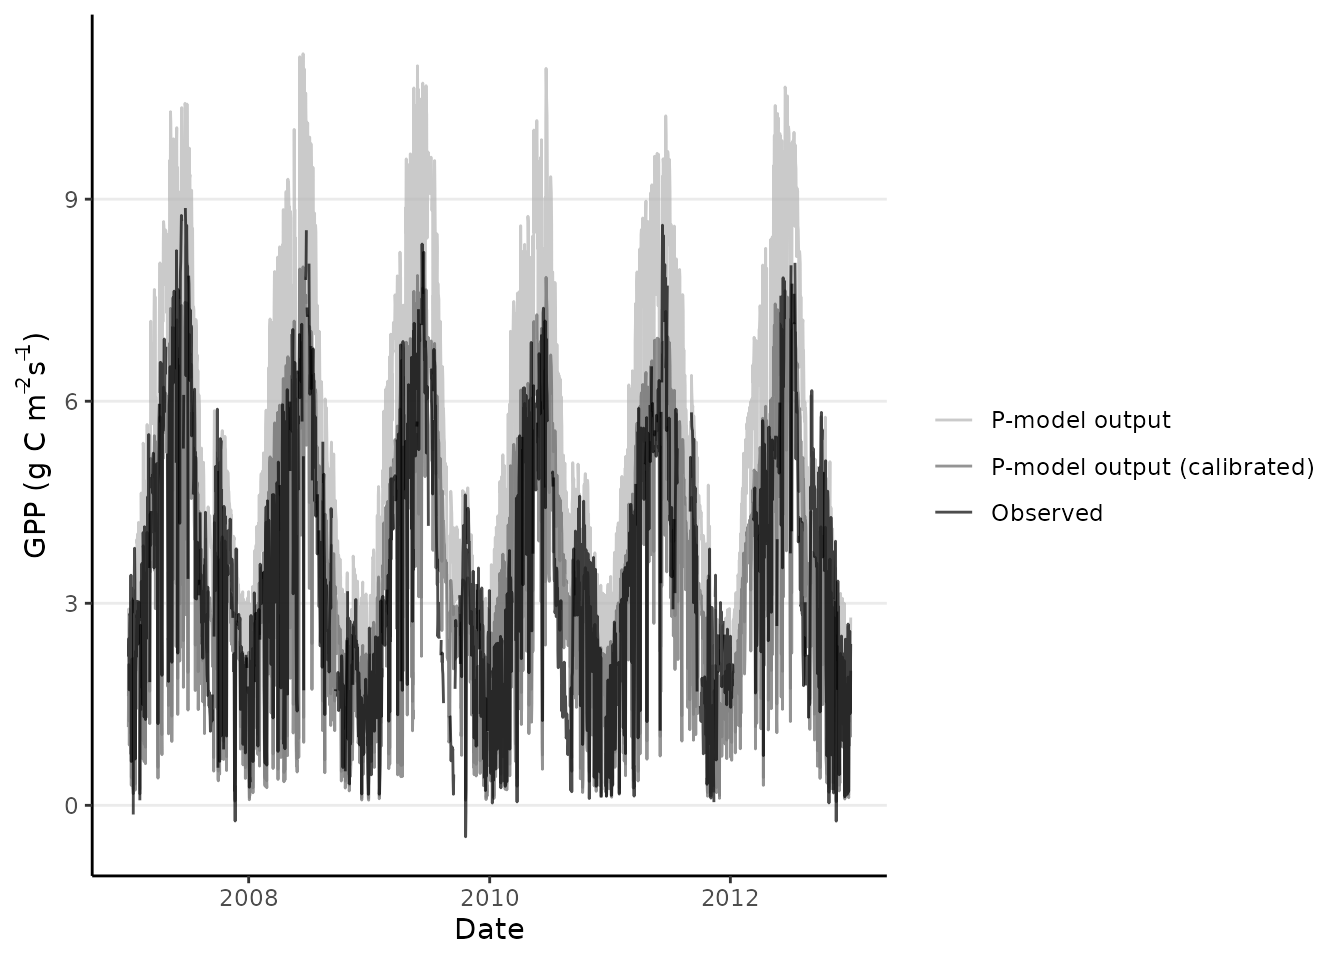 9
6
3
0
GPP (g C m⁻²s⁻¹)
2008 2010 2012
Date
P-model output
P-model output (calibrated)
Observed